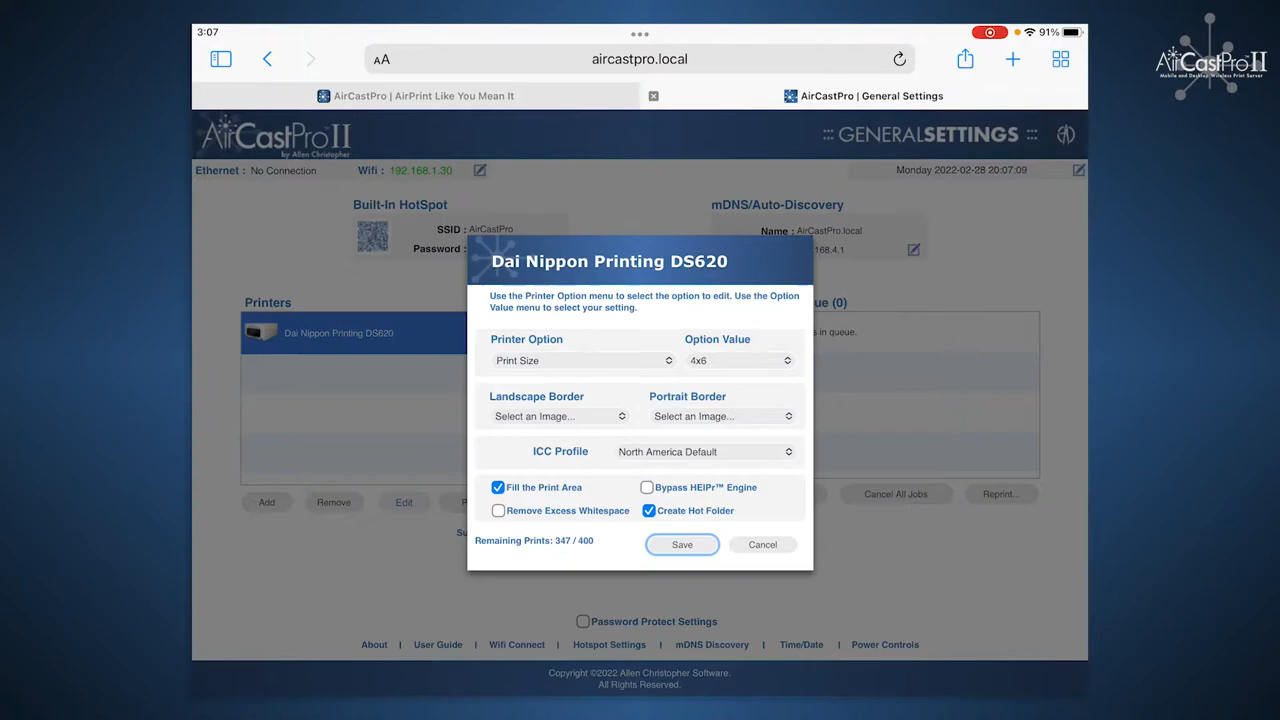 3:07
91%
AA
aircastpro.local
AirCastPro II
Mobile and Desktop Wireless Print Server
AirCastPro | AirPrint Like You Mean It
AirCastPro | General Settings
AirCastPro II
by Allen Christopher
::: GENERALSETTINGS :::
Ethernet : No Connection
Wifi : 192.168.1.30
Monday 2022-02-28 20:07:09
Built-In HotSpot
mDNS/Auto-Discovery
SSID : AirCastPro
Name : AirCastPro.local
Password :
168.4.1
Dai Nippon Printing DS620
Use the Printer Option menu to select the option to edit. Use the Option
Value menu to select your setting.
Printers
ue (0)
Dai Nippon Printing DS620
s in queue.
Printer Option
Option Value
Print Size
4x6
Landscape Border
Portrait Border
Select an Image...
Select an Image...
ICC Profile
North America Default
Fill the Print Area
Bypass HElPr™ Engine
Remove Excess Whitespace
Create Hot Folder
Add
Remove
Edit
P
Cancel All Jobs
Reprint...
Su
Remaining Prints: 347 / 400
Save
Cancel
Password Protect Settings
About | User Guide | Wifi Connect | Hotspot Settings | mDNS Discovery | Time/Date | Power Controls
Copyright ©2022 Allen Christopher Software.
All Rights Reserved.